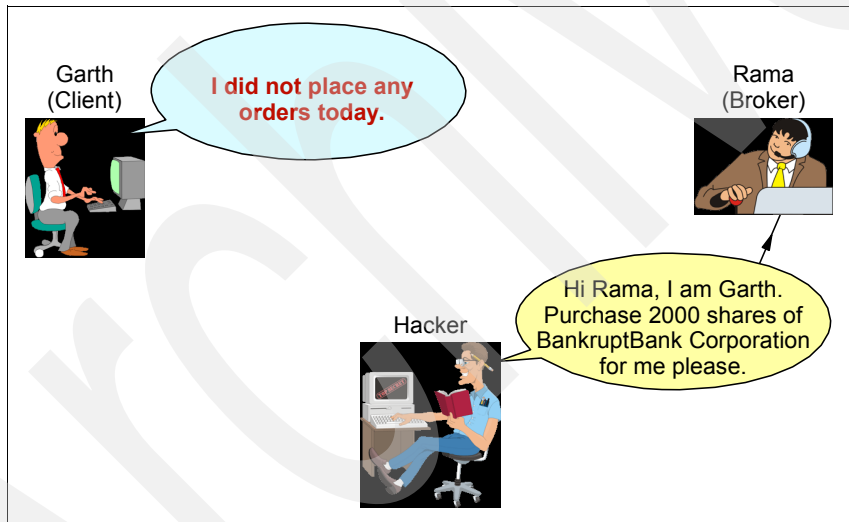 Garth
(Client)
I did not place any
orders today.
Rama
(Broker)
Hi Rama, I am Garth.
Purchase 2000 shares of
BankruptBank Corporation
for me please.
Hacker